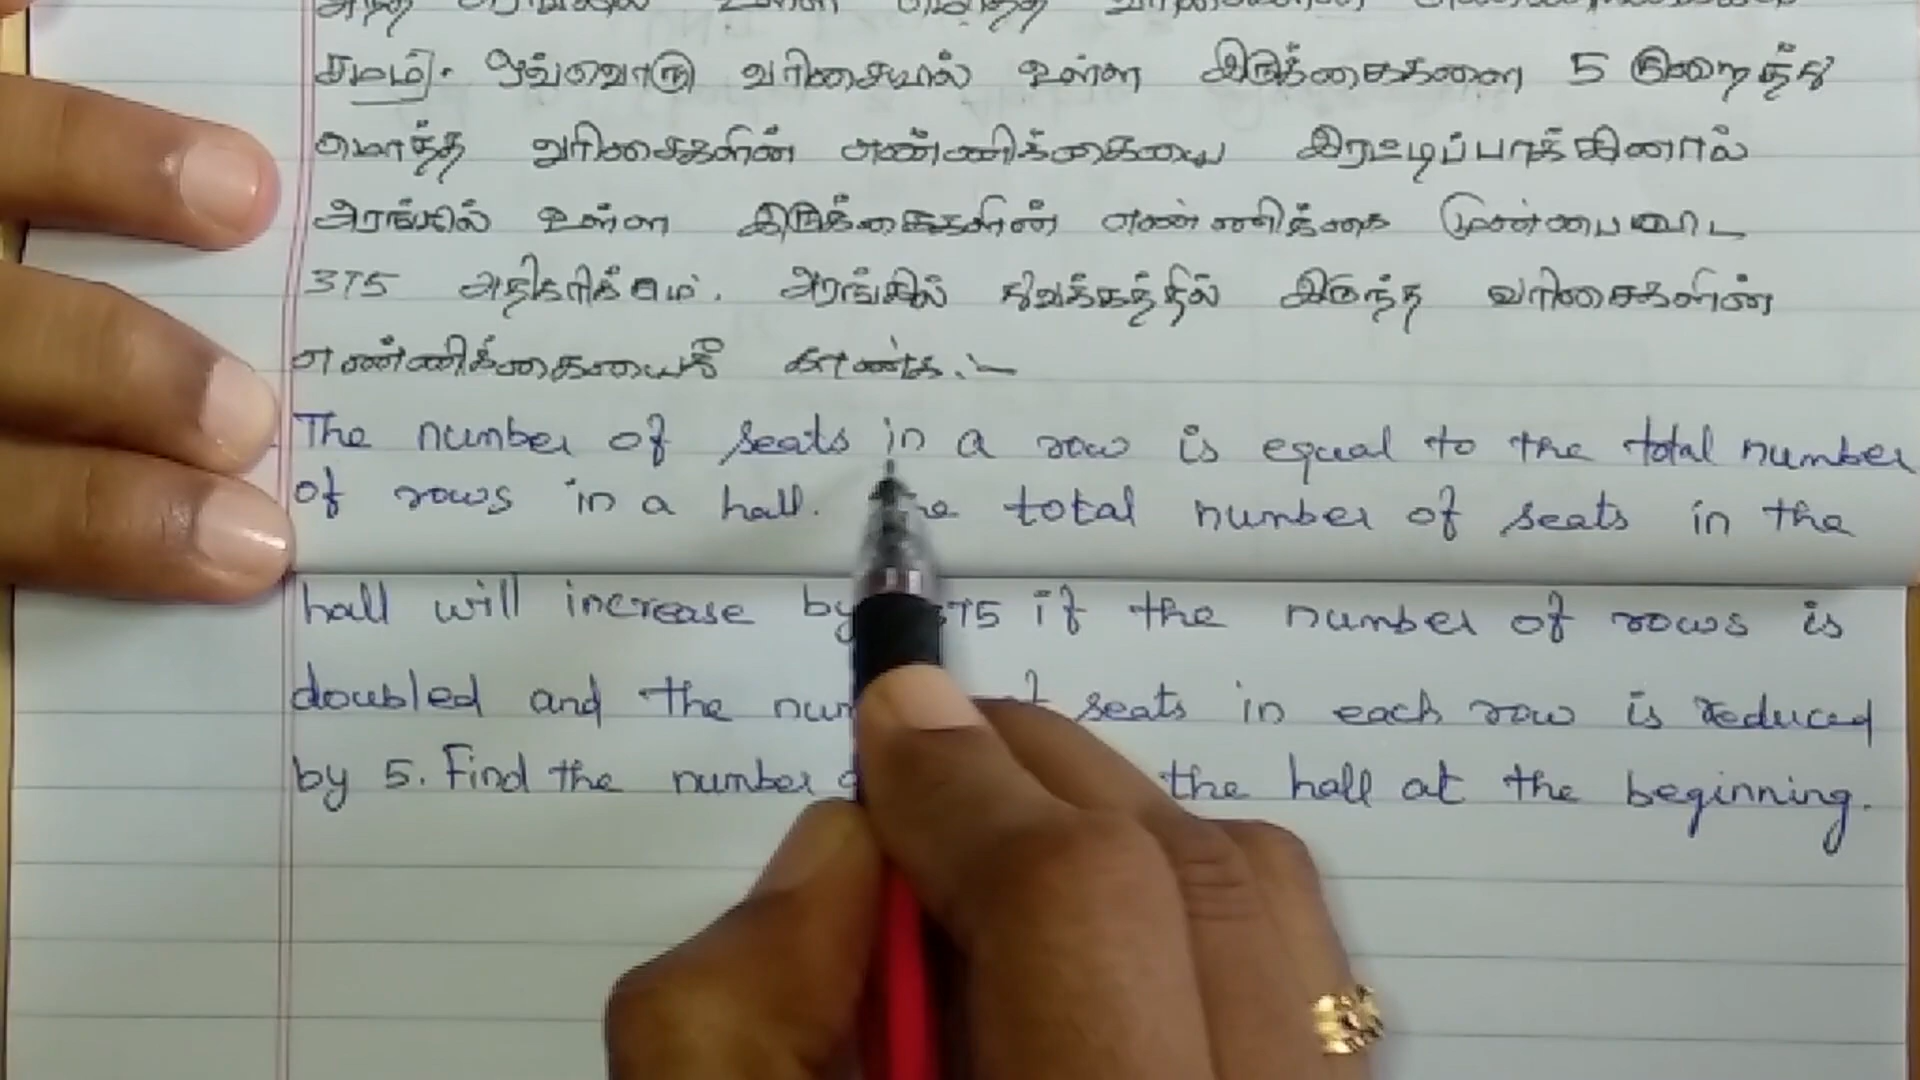 சமம். ஒவ்வொரு வரிசையில் உள்ள இருக்கைகளை 5 குறைத்து
மொத்த வரிசைகளின் எண்ணிக்கையை இரட்டிப்பாக்கினால்
அரங்கில் உள்ள இருக்கைகளின் எண்ணிக்கை முன்பைவிட
375 அதிகரிக்கும். அரங்கில் துவக்கத்தில் இருந்த வரிசைகளின்
எண்ணிக்கையைக் காண்க.:-
The number of seats in a row is equal to the total number
of rows in a hall. total number of seats in the
hall will increase by 375 if the number of rows is
doubled and the seats in each row is reduced
by 5. Find the number the hall at the beginning.